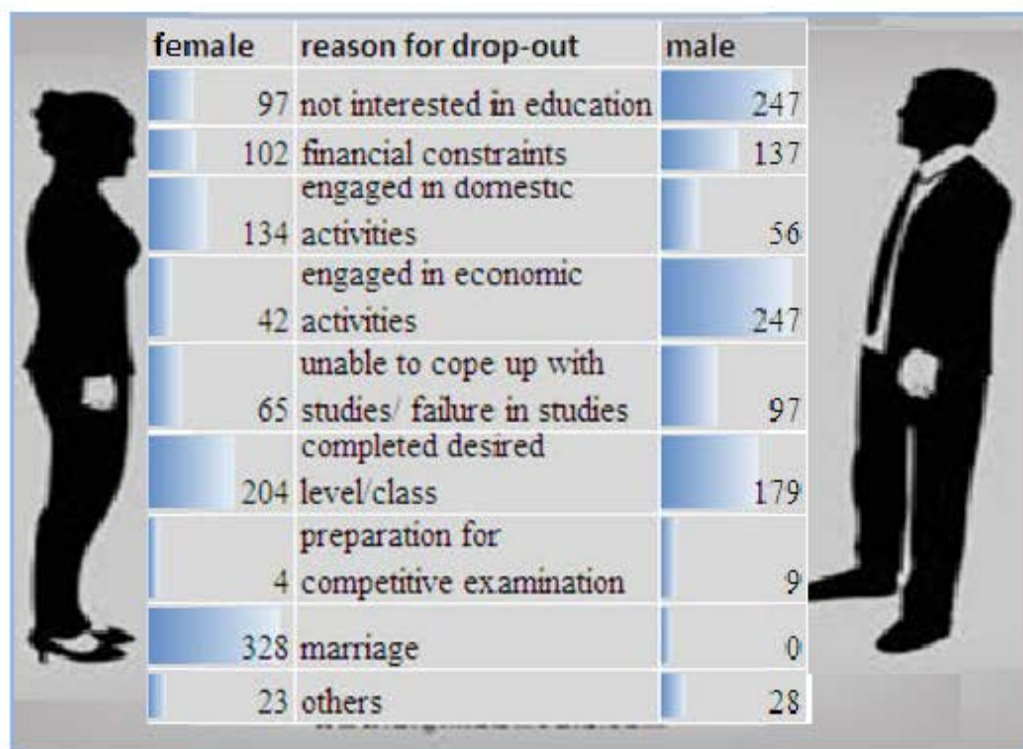 female reason for drop-out male
97 not interested in education 247
102 financial constraints 137
engaged in domestic
134 activities 56
engaged in economic
42 activities 247
unable to cope up with
65 studies/ failure in studies 97
completed desired
204 level/class 179
preparation for
4 competitive examination 9
328 marriage 0
23 others 28